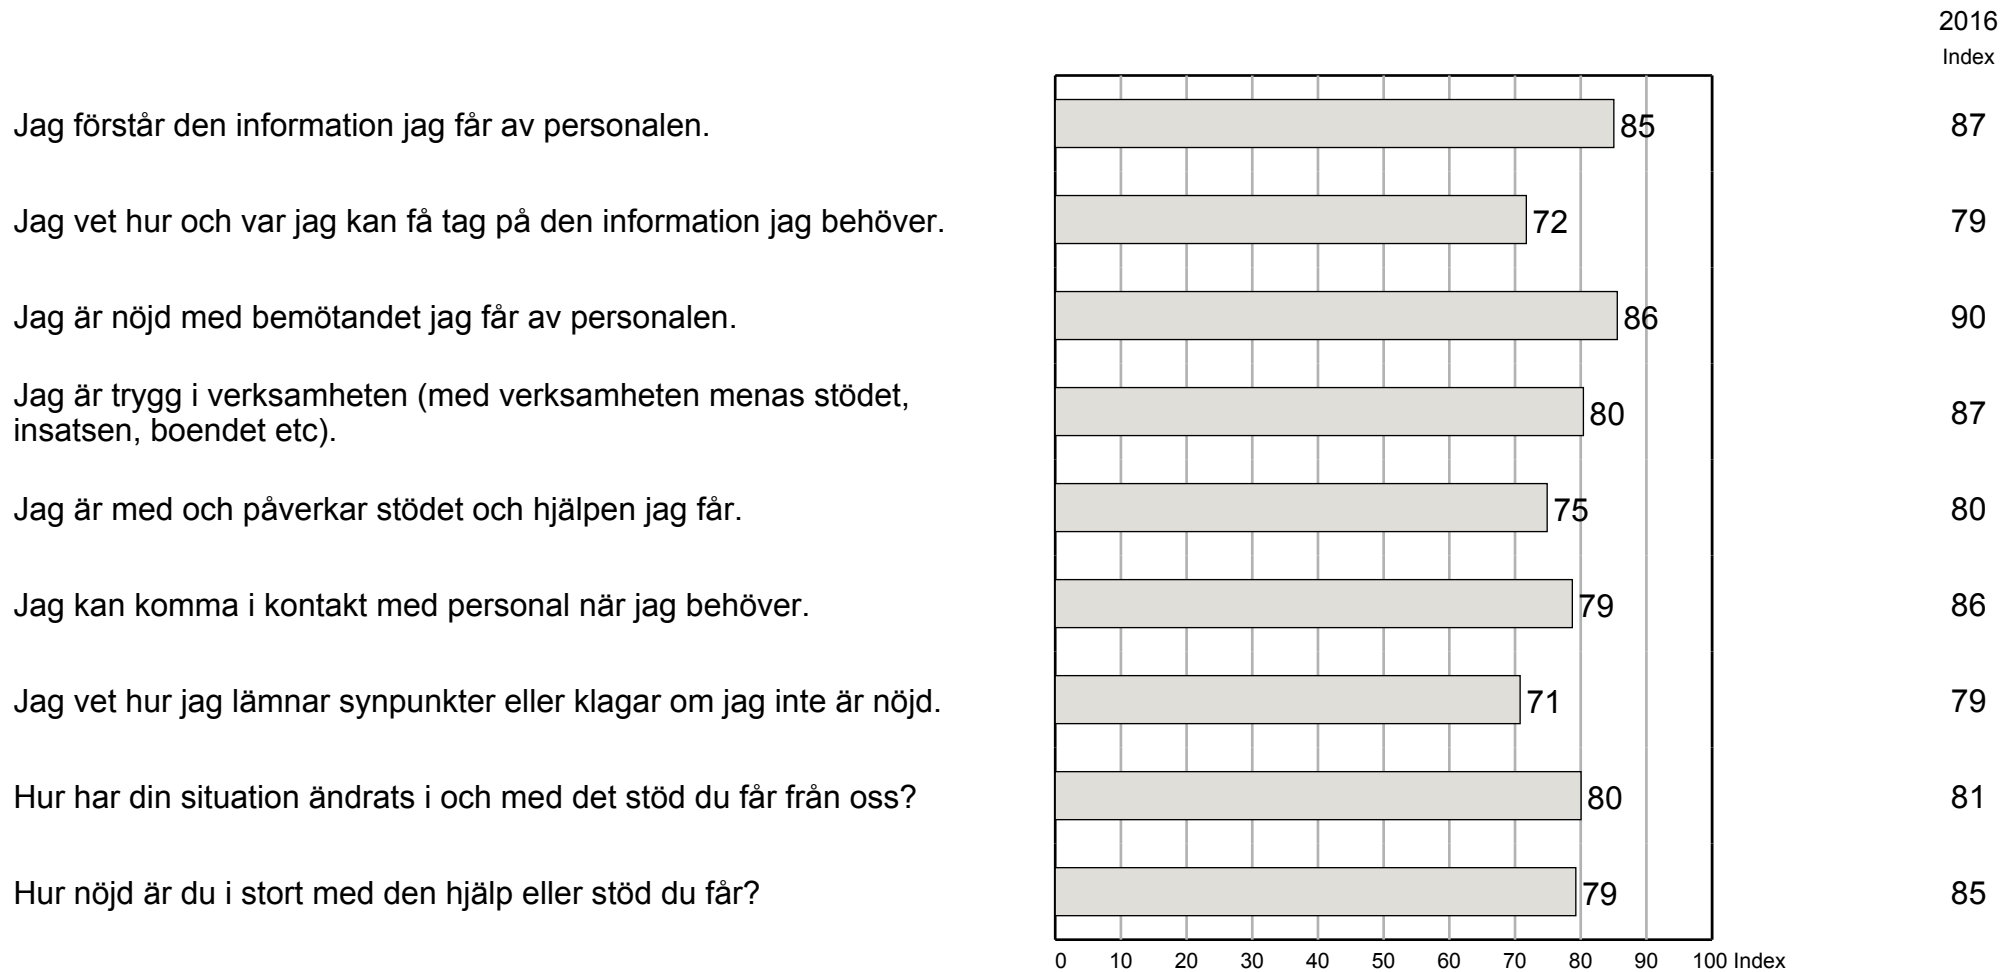 2016
Index
Jag förstår den information jag får av personalen. 85 87
Jag vet hur och var jag kan få tag på den information jag behöver. 72 79
Jag är nöjd med bemötandet jag får av personalen. 86 90
Jag är trygg i verksamheten (med verksamheten menas stödet,
insatsen, boendet etc). 80 87
Jag är med och påverkar stödet och hjälpen jag får. 75 80
Jag kan komma i kontakt med personal när jag behöver. 79 86
Jag vet hur jag lämnar synpunkter eller klagar om jag inte är nöjd. 71 79
Hur har din situation ändrats i och med det stöd du får från oss? 80 81
Hur nöjd är du i stort med den hjälp eller stöd du får? 79 85
0 10 20 30 40 50 60 70 80 90 100 Index